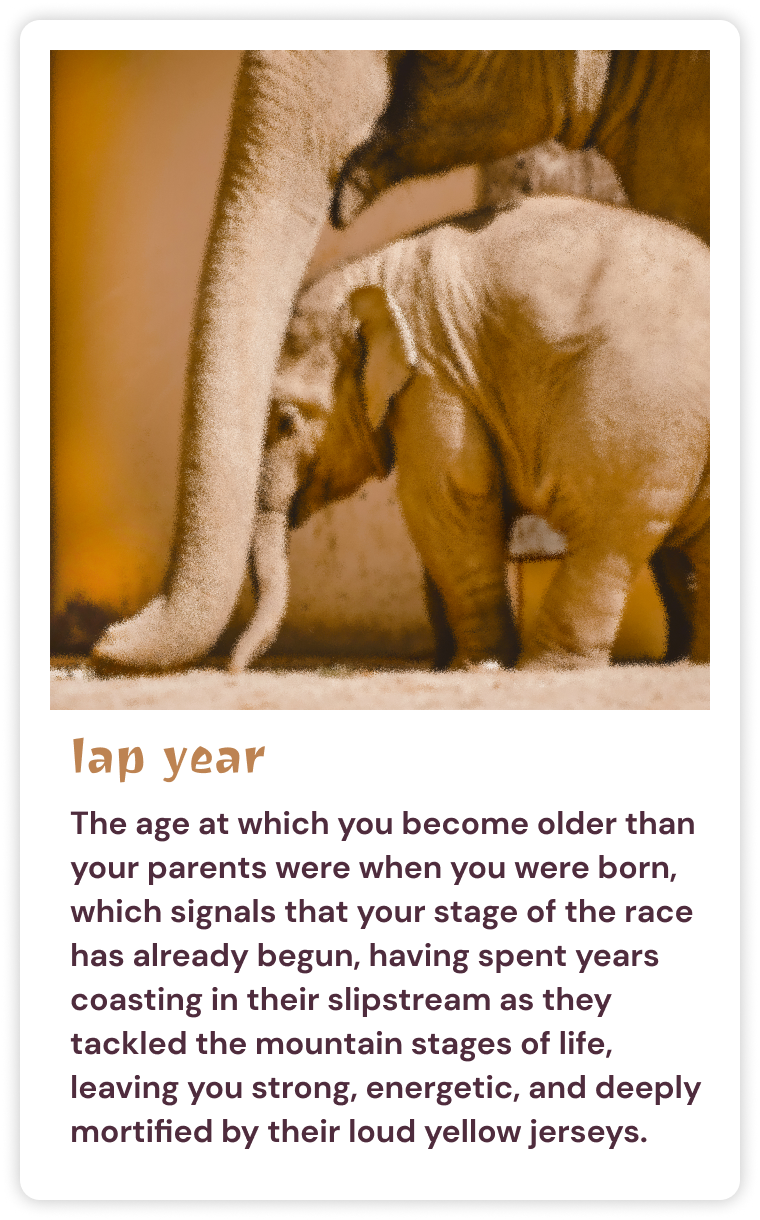 lap year
The age at which you become older than
your parents were when you were born,
which signals that your stage of the race
has already begun, having spent years
coasting in their slipstream as they
tackled the mountain stages of life,
leaving you strong, energetic, and deeply
mortified by their loud yellow jerseys.